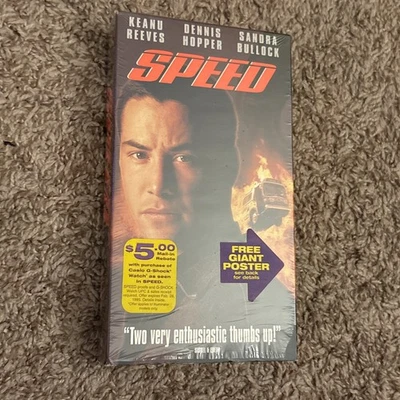 KEANU REEVES
DENNIS HOPPER
SANDRA BULLOCK
SPEED
$5.00
Mail-in
Rebate
with purchase of
Casio G-Shock
Watch as seen
in SPEED.
FREE
GIANT
POSTER
see back
for details
"Two very enthusiastic thumbs up!"